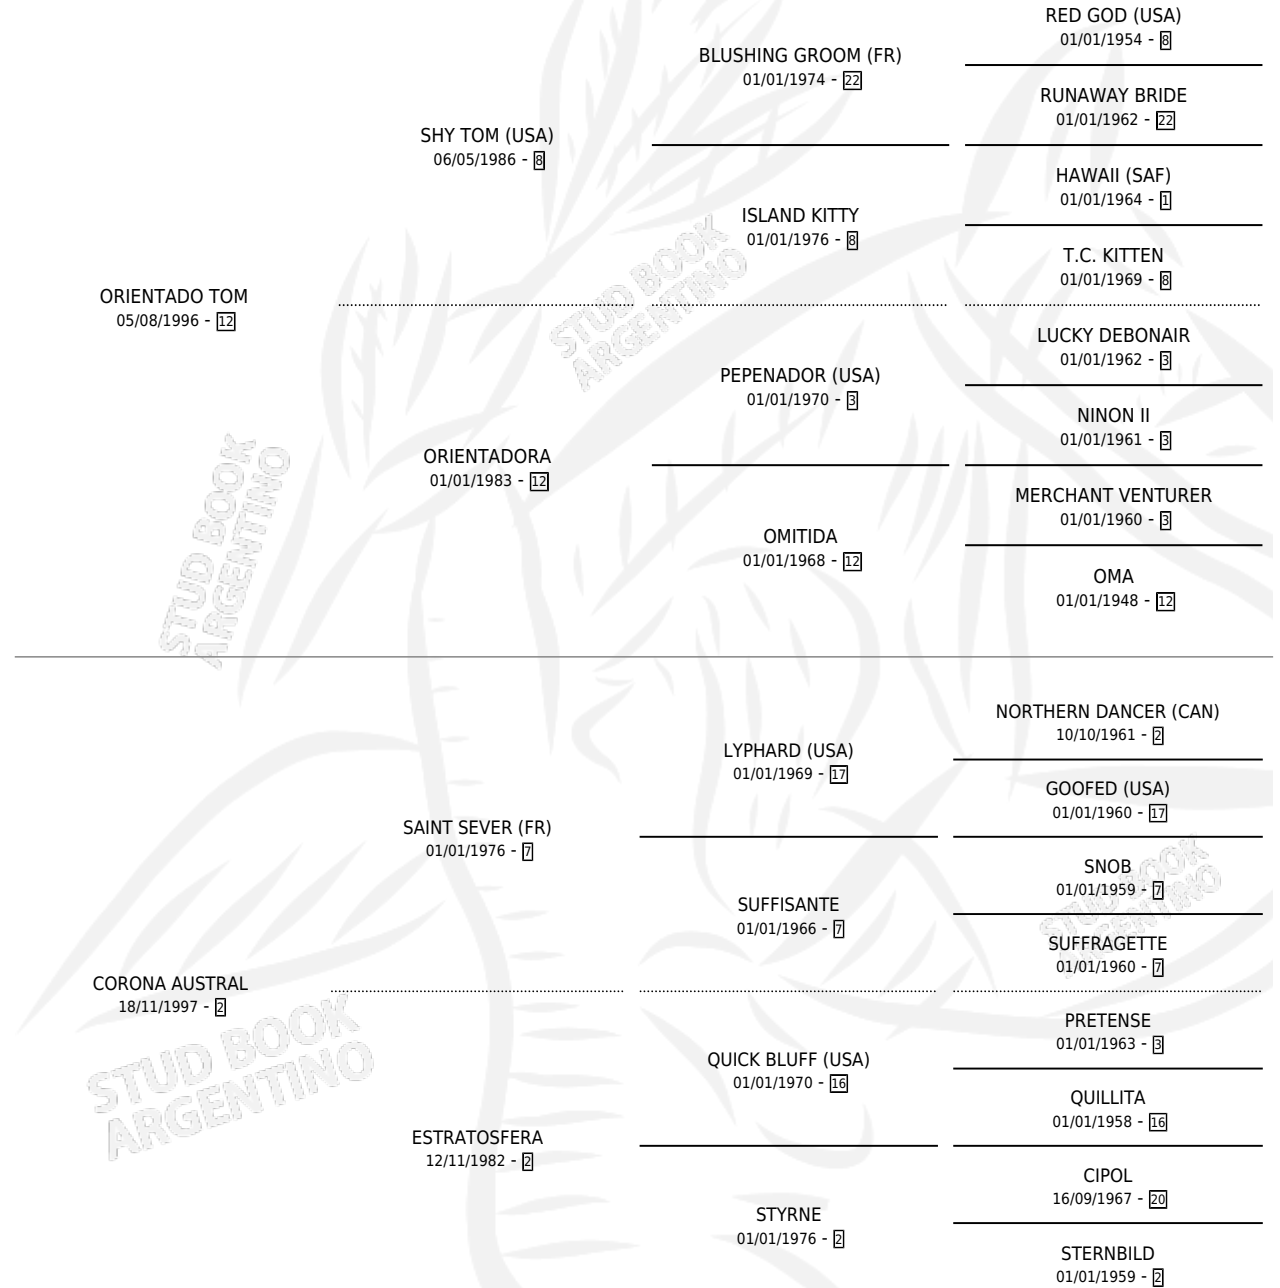 RED GOD (USA)
01/01/1954 - 8
BLUSHING GROOM (FR)
01/01/1974 - 22
RUNAWAY BRIDE
01/01/1962 - 22
SHY TOM (USA)
06/05/1986 - 8
HAWAII (SAF)
01/01/1964 - 1
ISLAND KITTY
01/01/1976 - 8
T.C. KITTEN
01/01/1969 - 8
ORIENTADO TOM
05/08/1996 - 12
STUD BOOK
ARGENTINO
LUCKY DEBONAIR
01/01/1962 - 3
PEPENADOR (USA)
01/01/1970 - 3
NINON II
01/01/1961 - 3
ORIENTADORA
01/01/1983 - 12
MERCHANT VENTURER
01/01/1960 - 3
OMITIDA
01/01/1968 - 12
OMA
01/01/1948 - 12
STUD BOOK
ARGENTINO
NORTHERN DANCER (CAN)
10/10/1961 - 2
LYPHARD (USA)
01/01/1969 - 17
GOOFED (USA)
01/01/1960 - 17
SAINT SEVER (FR)
01/01/1976 - 7
SNOB
01/01/1959 - 7
SUFFISANTE
01/01/1966 - 7
SUFFRAGETTE
01/01/1960 - 7
STUD BOOK
ARGENTINO
CORONA AUSTRAL
18/11/1997 - 2
PRETENSE
01/01/1963 - 3
QUICK BLUFF (USA)
01/01/1970 - 16
QUILLITA
01/01/1958 - 16
STUD BOOK
ARGENTINO
ESTRATOSFERA
12/11/1982 - 2
CIPOL
16/09/1967 - 20
STYRNE
01/01/1976 - 2
STERNBILD
01/01/1959 - 2